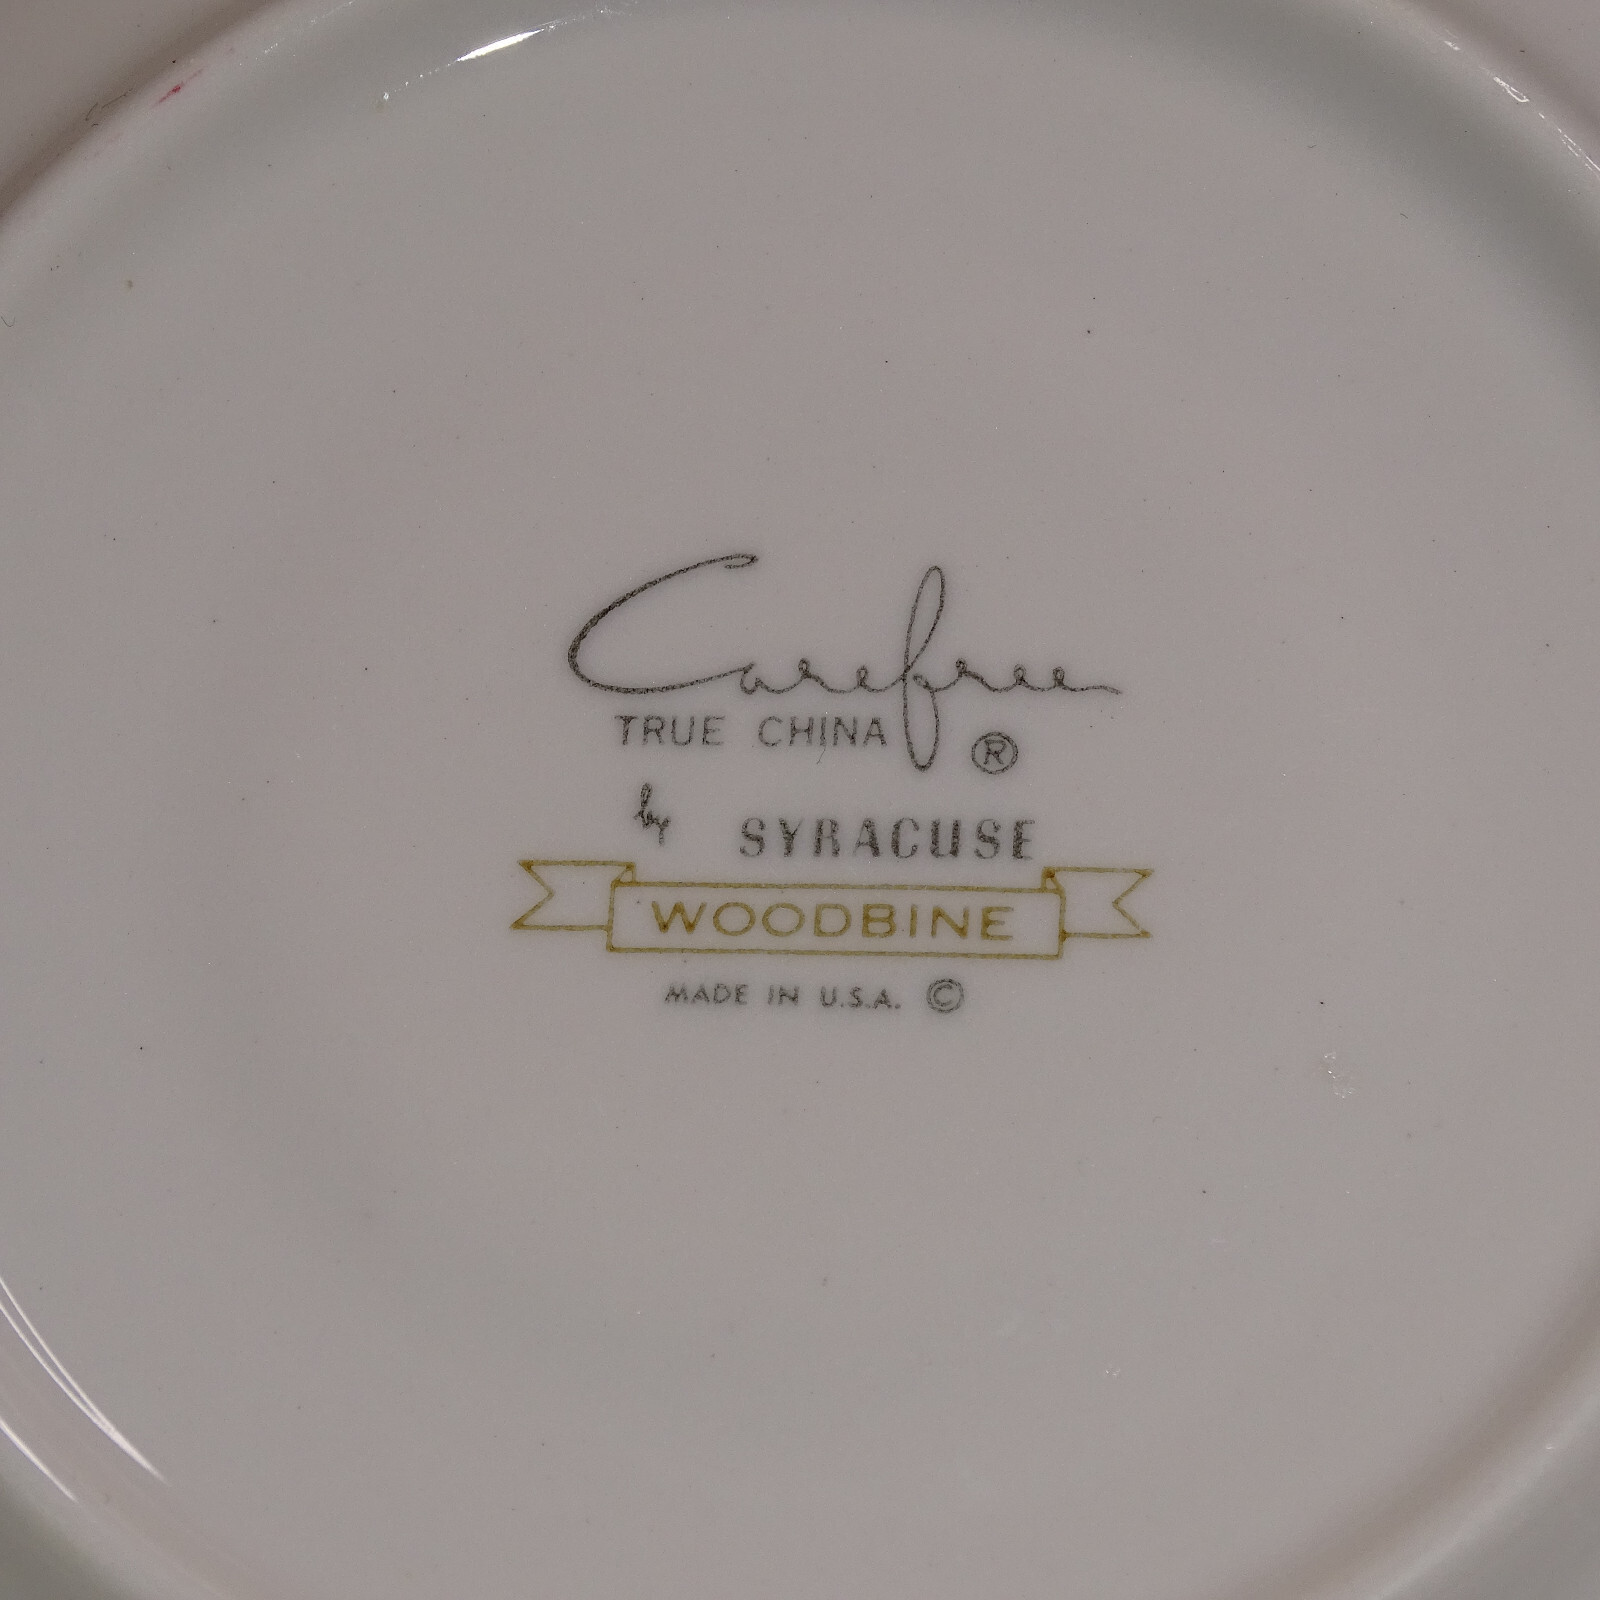 Carefree
TRUE CHINA ®
by SYRACUSE
WOODBINE
MADE IN U.S.A. ©